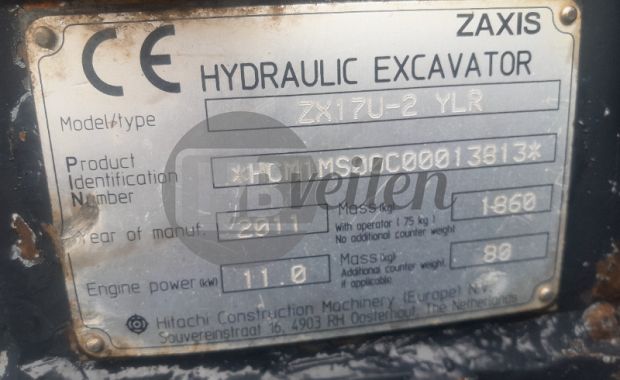 CE ZAXIS
HYDRAULIC EXCAVATOR
Model/type ZX17U-2 YLR
Product
Identification
Number
Year of manuf. 2011
Mass(kg) 1860
With operator ( 75 kg )
No additional counter weight
Engine power(kW) 11.0
Mass(kg) 80
Additional counter weight
if applicable
Hitachi Construction Machinery (Europe) N.V.
Souvereinstraat 16, 4903 RH Oosterhout, The Netherlands
veilen